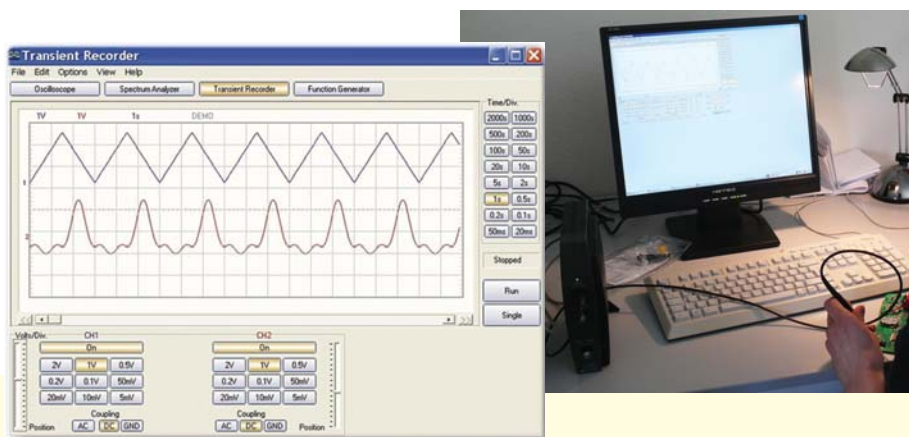 Transient Recorder
File Edit Options View Help
Oscilloscope Spectrum Analyzer Transient Recorder Function Generator
1V 1V 1s DEMO
Time/Div.
2000s 1000s
500s 200s
100s 50s
20s 10s
5s 2s
1s 0.5s
0.2s 0.1s
50ms 20ms
Stopped
Run
Single
Volts/Div. CH1 CH2
On On
2V 1V 0.5V 2V 1V 0.5V
0.2V 0.1V 50mV 0.2V 0.1V 50mV
20mV 10mV 5mV 20mV 10mV 5mV
Coupling Coupling
Position AC DC GND AC DC GND Position